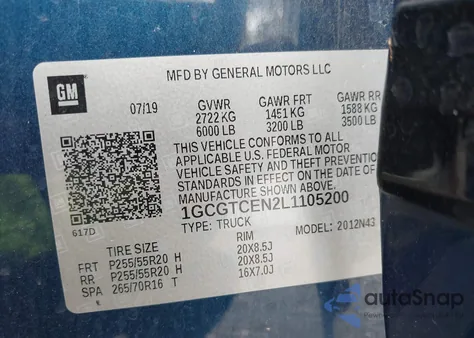 GM
MFD BY GENERAL MOTORS LLC
07/19 GVWR GAWR FRT GAWR RR
2722 KG 1451 KG 1588 KG
6000 LB 3200 LB 3500 LB
THIS VEHICLE CONFORMS TO ALL
APPLICABLE U.S. FEDERAL MOTOR
VEHICLE SAFETY AND THEFT
PREVENTION
STANDARDS IN EFFECT ON THE DATE OF
MANUFACTURE SHOWN ABOVE.
1GCGTCEN2L1105200
617D TYPE: TRUCK MODEL: 2012N43
TIRE SIZE RIM
FRT P255/55R20 H 20X8.5J
RR P255/55R20 H 20X8.5J
SPA 265/70R16 T 16X7.0J
autoSnap